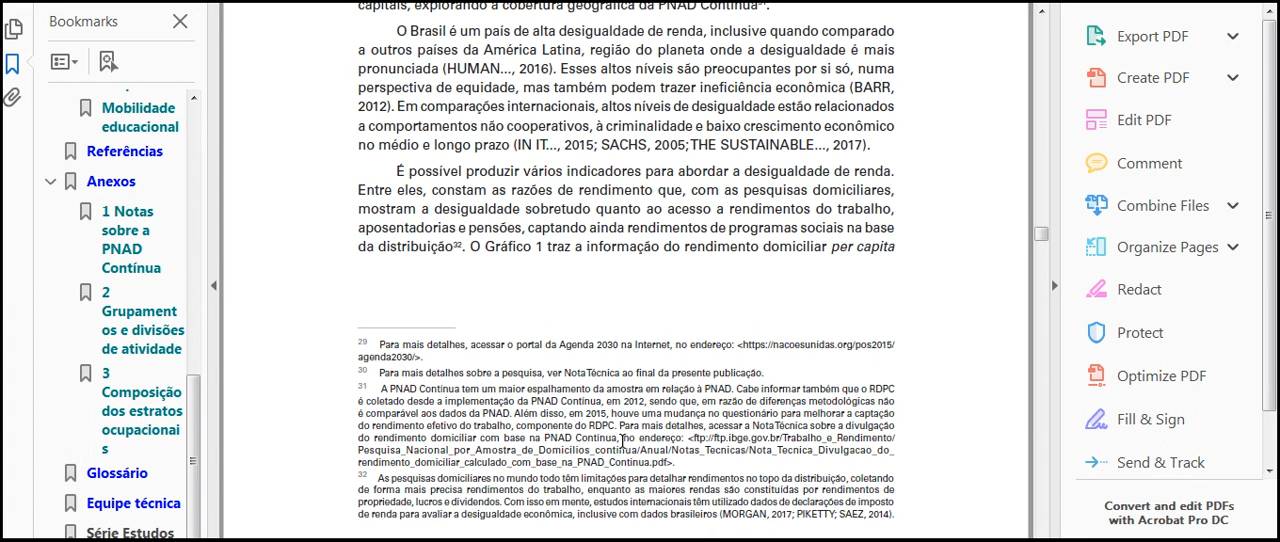 Bookmarks
Mobilidade
educacional
Referências
Anexos
1 Notas
sobre a
PNAD
Contínua
2
Grupament
os e divisões
de atividade
3
Composição
dos estratos
ocupacionai
s
Glossário
Equipe técnica
Série Estudos
capitais, explorando a cobertura geográfica da PNAD Contínua³¹.
O Brasil é um país de alta desigualdade de renda, inclusive quando comparado
a outros países da América Latina, região do planeta onde a desigualdade é mais
pronunciada (HUMAN..., 2016). Esses altos níveis são preocupantes por si só, numa
perspectiva de equidade, mas também podem trazer ineficiência econômica (BARR,
2012). Em comparações internacionais, altos níveis de desigualdade estão relacionados
a comportamentos não cooperativos, à criminalidade e baixo crescimento econômico
no médio e longo prazo (IN IT..., 2015; SACHS, 2005; THE SUSTAINABLE..., 2017).
É possível produzir vários indicadores para abordar a desigualdade de renda.
Entre eles, constam as razões de rendimento que, com as pesquisas domiciliares,
mostram a desigualdade sobretudo quanto ao acesso a rendimentos do trabalho,
aposentadorias e pensões, captando ainda rendimentos de programas sociais na base
da distribuição³². O Gráfico 1 traz a informação do rendimento domiciliar per capita
29 Para mais detalhes, acessar o portal da Agenda 2030 na Internet, no endereço: <https://nacoesunidas.org/pos2015/
agenda2030/>.
30 Para mais detalhes sobre a pesquisa, ver Nota Técnica ao final da presente publicação.
31 A PNAD Contínua tem um maior espalhamento da amostra em relação à PNAD. Cabe informar também que o RDPC
é coletado desde a implementação da PNAD Contínua, em 2012, sendo que, em razão de diferenças metodológicas não
é comparável aos dados da PNAD. Além disso, em 2015, houve uma mudança no questionário para melhorar a captação
do rendimento efetivo do trabalho, componente do RDPC. Para mais detalhes, acessar a Nota Técnica sobre a divulgação
do rendimento domiciliar com base na PNAD Contínua, no endereço: <ftp://ftp.ibge.gov.br/Trabalho_e_Rendimento/
Pesquisa_Nacional_por_Amostra_de_Domicilios_continua/Anual/Notas_Tecnicas/Nota_Tecnica_Divulgacao_do_
rendimento_domiciliar_calculado_com_base_na_PNAD_Continua.pdf>.
32 As pesquisas domiciliares no mundo todo têm limitações para detalhar rendimentos no topo da distribuição, coletando
de forma mais precisa rendimentos do trabalho, enquanto as maiores rendas são constituídas por rendimentos de
propriedade, lucros e dividendos. Com isso em mente, estudos internacionais têm utilizado dados de declarações de imposto
de renda para avaliar a desigualdade econômica, inclusive com dados brasileiros (MORGAN, 2017; PIKETTY; SAEZ, 2014).
Export PDF
Create PDF
Edit PDF
Comment
Combine Files
Organize Pages
Redact
Protect
Optimize PDF
Fill & Sign
Send & Track
Convert and edit PDFs
with Acrobat Pro DC